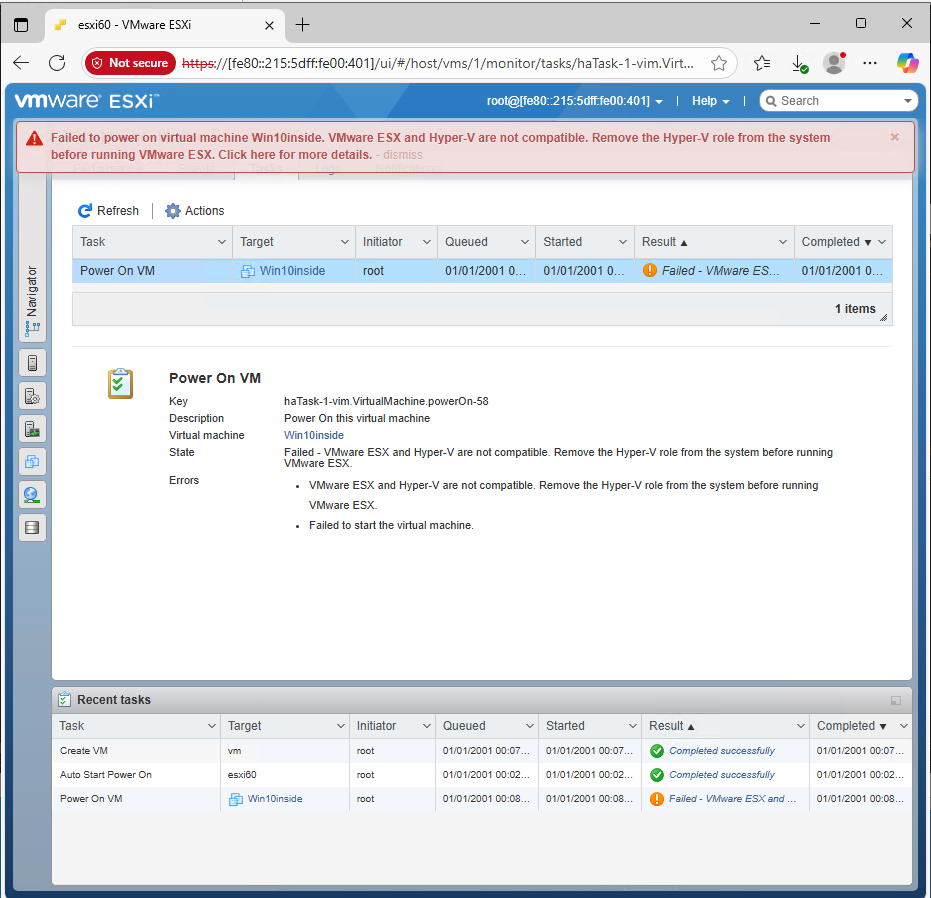 esxi60 - VMware ESXi
Not secure https://[fe80::215:5dff:fe00:401]/ui/#/host/vms/1/monitor/tasks/haTask-1-vim.Virt...
vmware ESXi™
root@[fe80::215:5dff:fe00:401] | Help | Search
Failed to power on virtual machine Win10inside. VMware ESX and Hyper-V are not compatible. Remove the Hyper-V role from the system
before running VMware ESX. Click here for more details. - dismiss
Navigator
Refresh Actions
Task Target Initiator Queued Started Result ▲ Completed ▼
Power On VM Win10inside root 01/01/2001 0... 01/01/2001 0... Failed - VMware ES... 01/01/2001 0...
1 items
Power On VM
Key haTask-1-vim.VirtualMachine.powerOn-58
Description Power On this virtual machine
Virtual machine Win10inside
State Failed - VMware ESX and Hyper-V are not compatible. Remove the Hyper-V role from the system before running
VMware ESX.
Errors
• VMware ESX and Hyper-V are not compatible. Remove the Hyper-V role from the system before running
VMware ESX.
• Failed to start the virtual machine.
Recent tasks
Task Target Initiator Queued Started Result ▲ Completed ▼
Create VM vm root 01/01/2001 00:07... 01/01/2001 00:07... Completed successfully 01/01/2001 00:07...
Auto Start Power On esxi60 root 01/01/2001 00:02... 01/01/2001 00:02... Completed successfully 01/01/2001 00:02...
Power On VM Win10inside root 01/01/2001 00:08... 01/01/2001 00:08... Failed - VMware ESX and ... 01/01/2001 00:08...